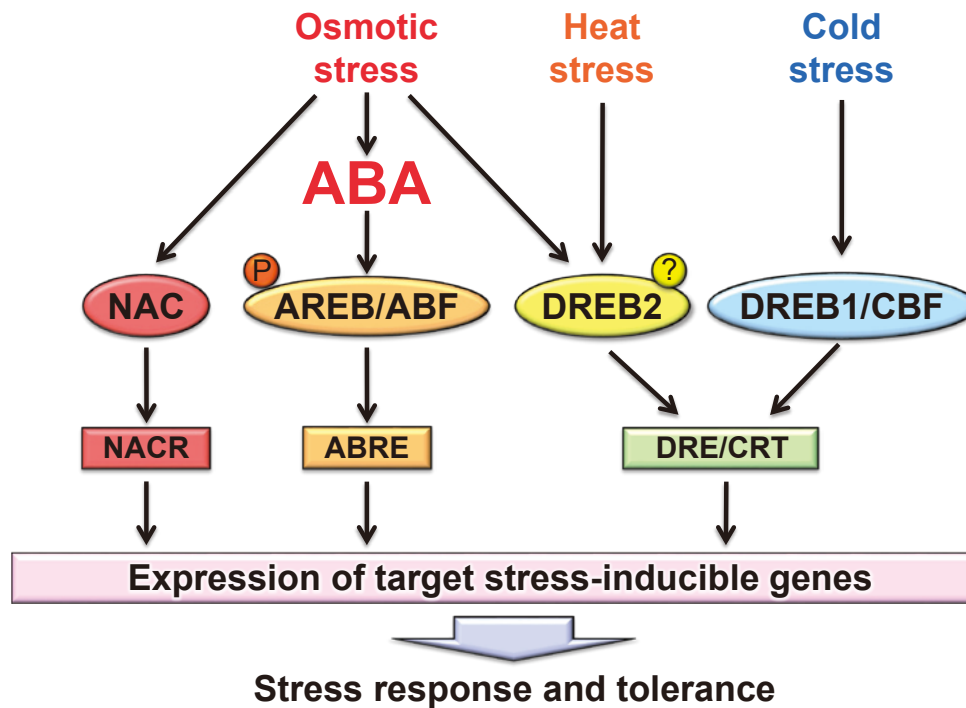 Osmotic
stress
Heat
stress
Cold
stress
ABA
P
?
NAC
AREB/ABF
DREB2
DREB1/CBF
NACR
ABRE
DRE/CRT
Expression of target stress-inducible genes
Stress response and tolerance